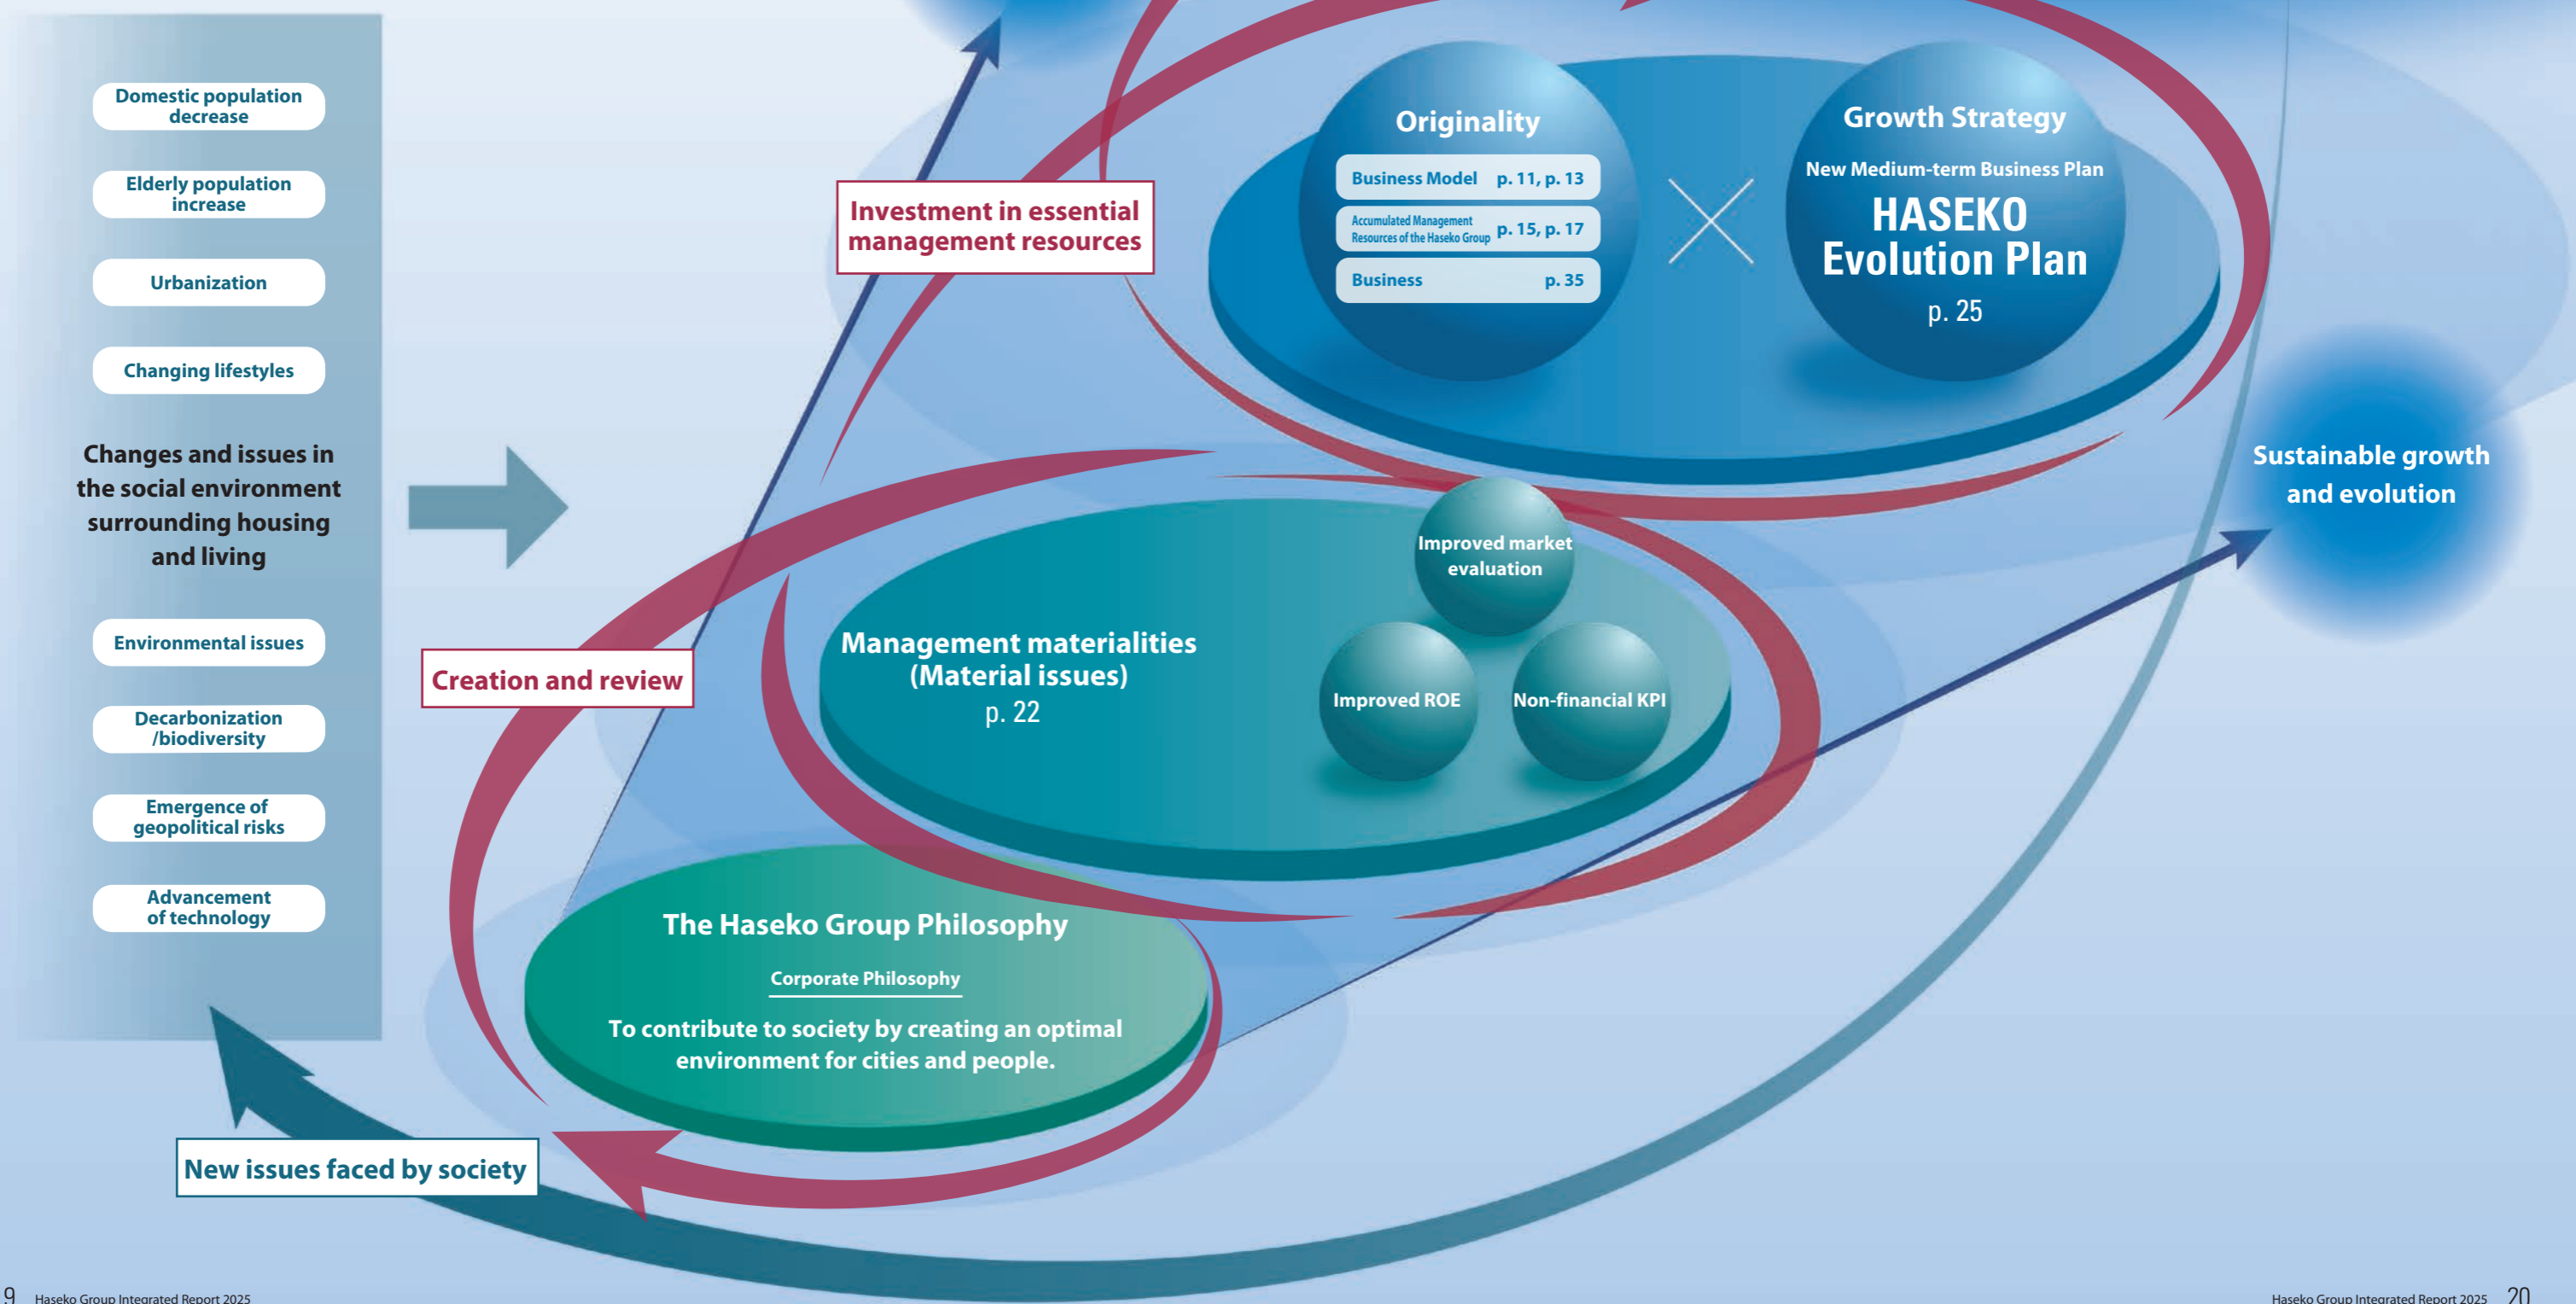 Domestic population
decrease
Elderly population
increase
Urbanization
Changing lifestyles
Changes and issues in
the social environment
surrounding housing
and living
Environmental issues
Decarbonization
/biodiversity
Emergence of
geopolitical risks
Advancement
of technology
Investment in essential
management resources
Originality
Business Model p. 11, p. 13
Accumulated Management
Resources of the Haseko Group p. 15, p. 17
Business p. 35
Growth Strategy
New Medium-term Business Plan
HASEKO
Evolution Plan
p. 25
Sustainable growth
and evolution
Creation and review
Management materialities
(Material issues)
p. 22
Improved market
evaluation
Improved ROE
Non-financial KPI
The Haseko Group Philosophy
Corporate Philosophy
To contribute to society by creating an optimal
environment for cities and people.
New issues faced by society
9 Haseko Group Integrated Report 2025
Haseko Group Integrated Report 2025 20